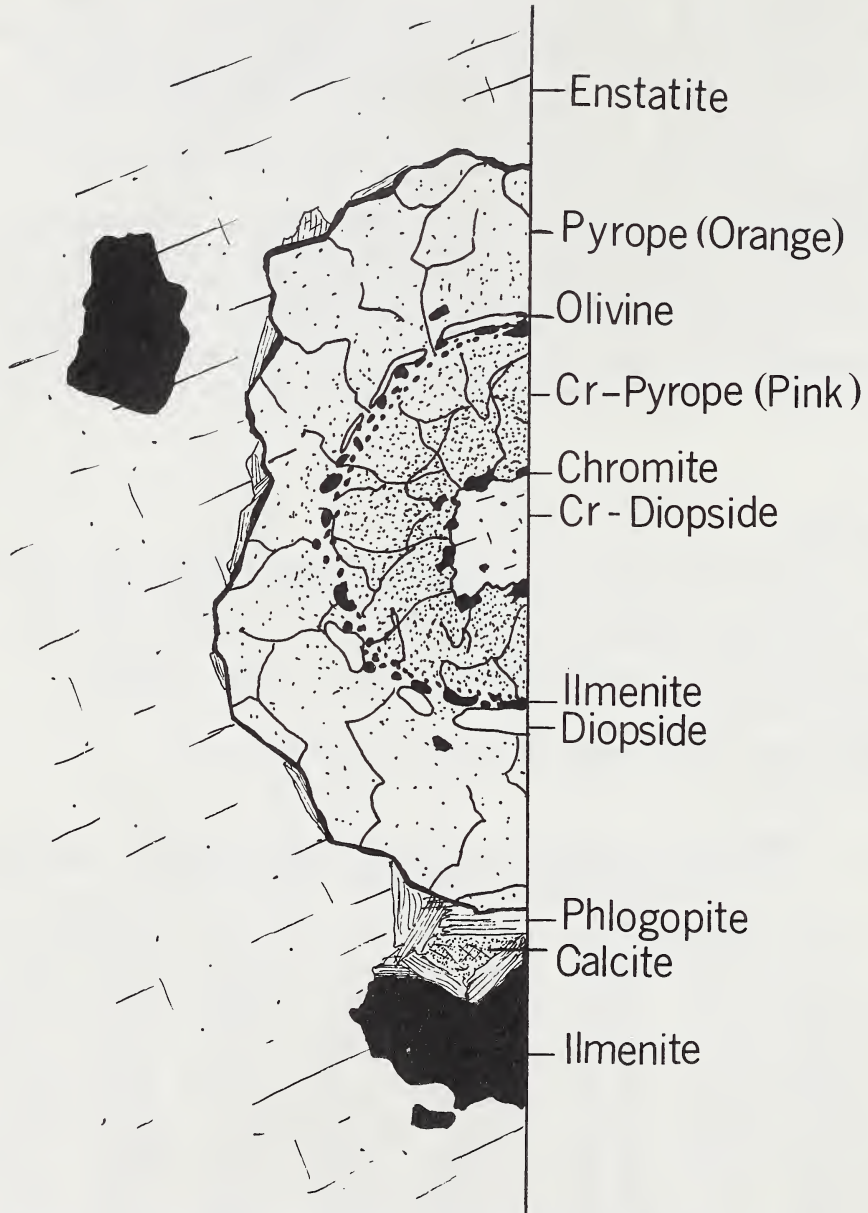 Enstatite
Pyrope (Orange)
Olivine
Cr-Pyrope (Pink)
Chromite
Cr-Diopside
Ilmenite
Diopside
Phlogopite
Calcite
Ilmenite